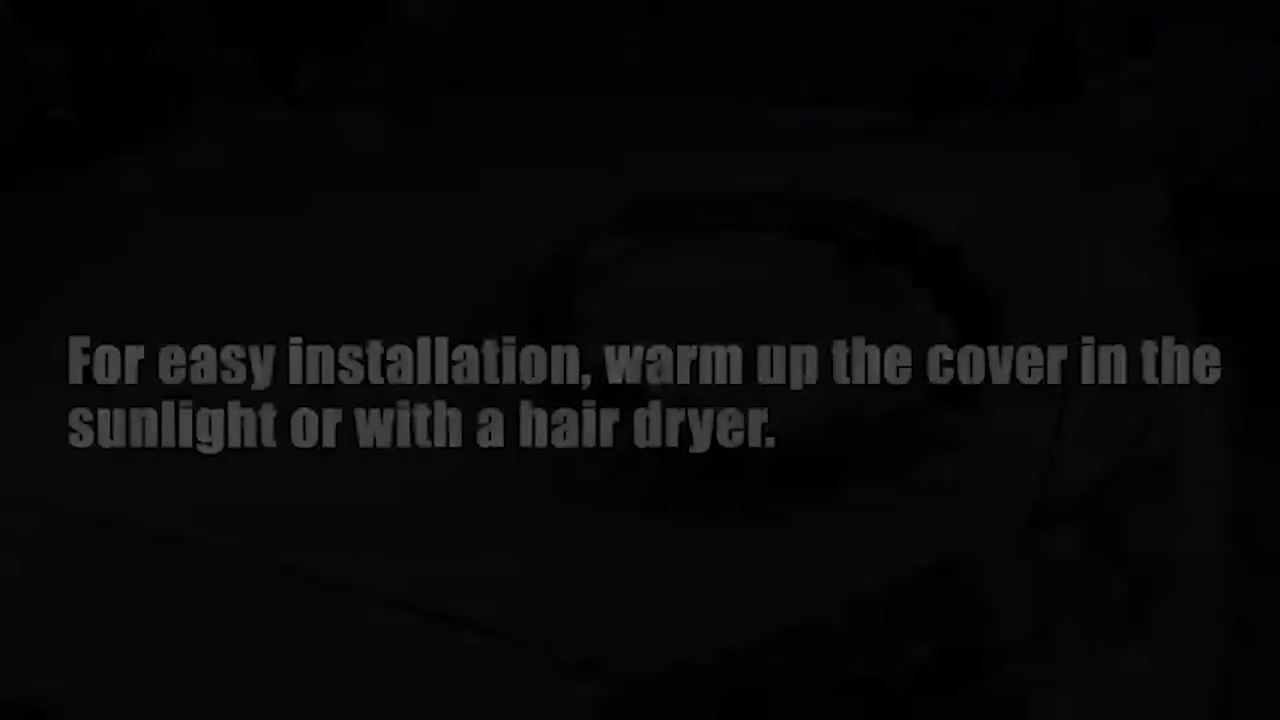 For easy installation, warm up the cover in the
sunlight or with a hair dryer.